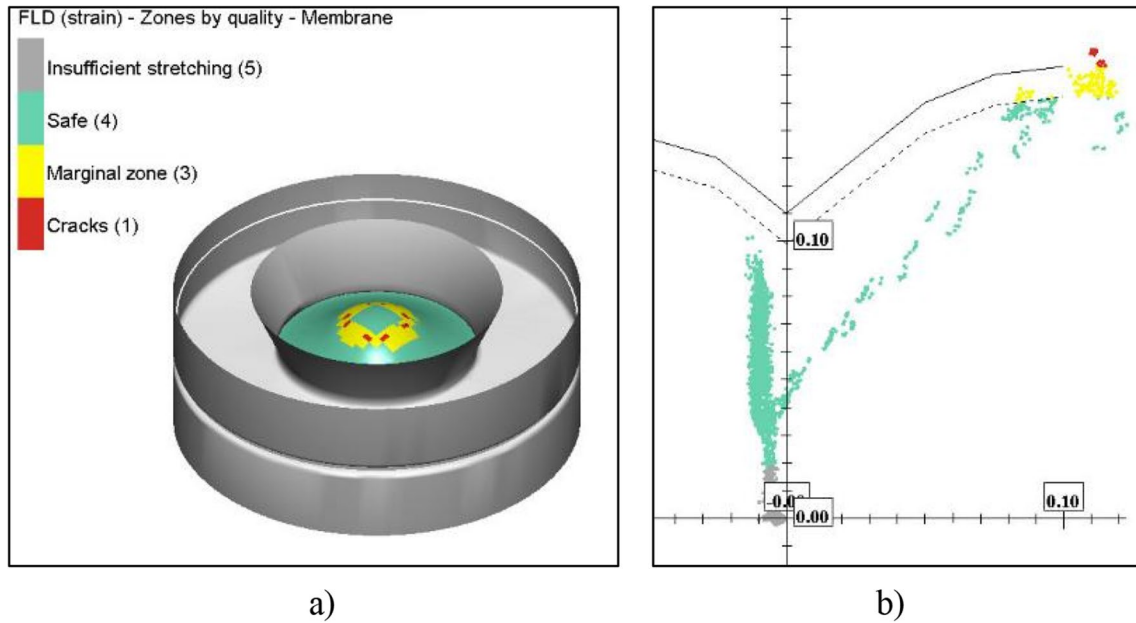 FLD (strain) - Zones by quality - Membrane
Insufficient stretching (5)
Safe (4)
Marginal zone (3)
Cracks (1)
0.10
0.00
0.10
a)
b)